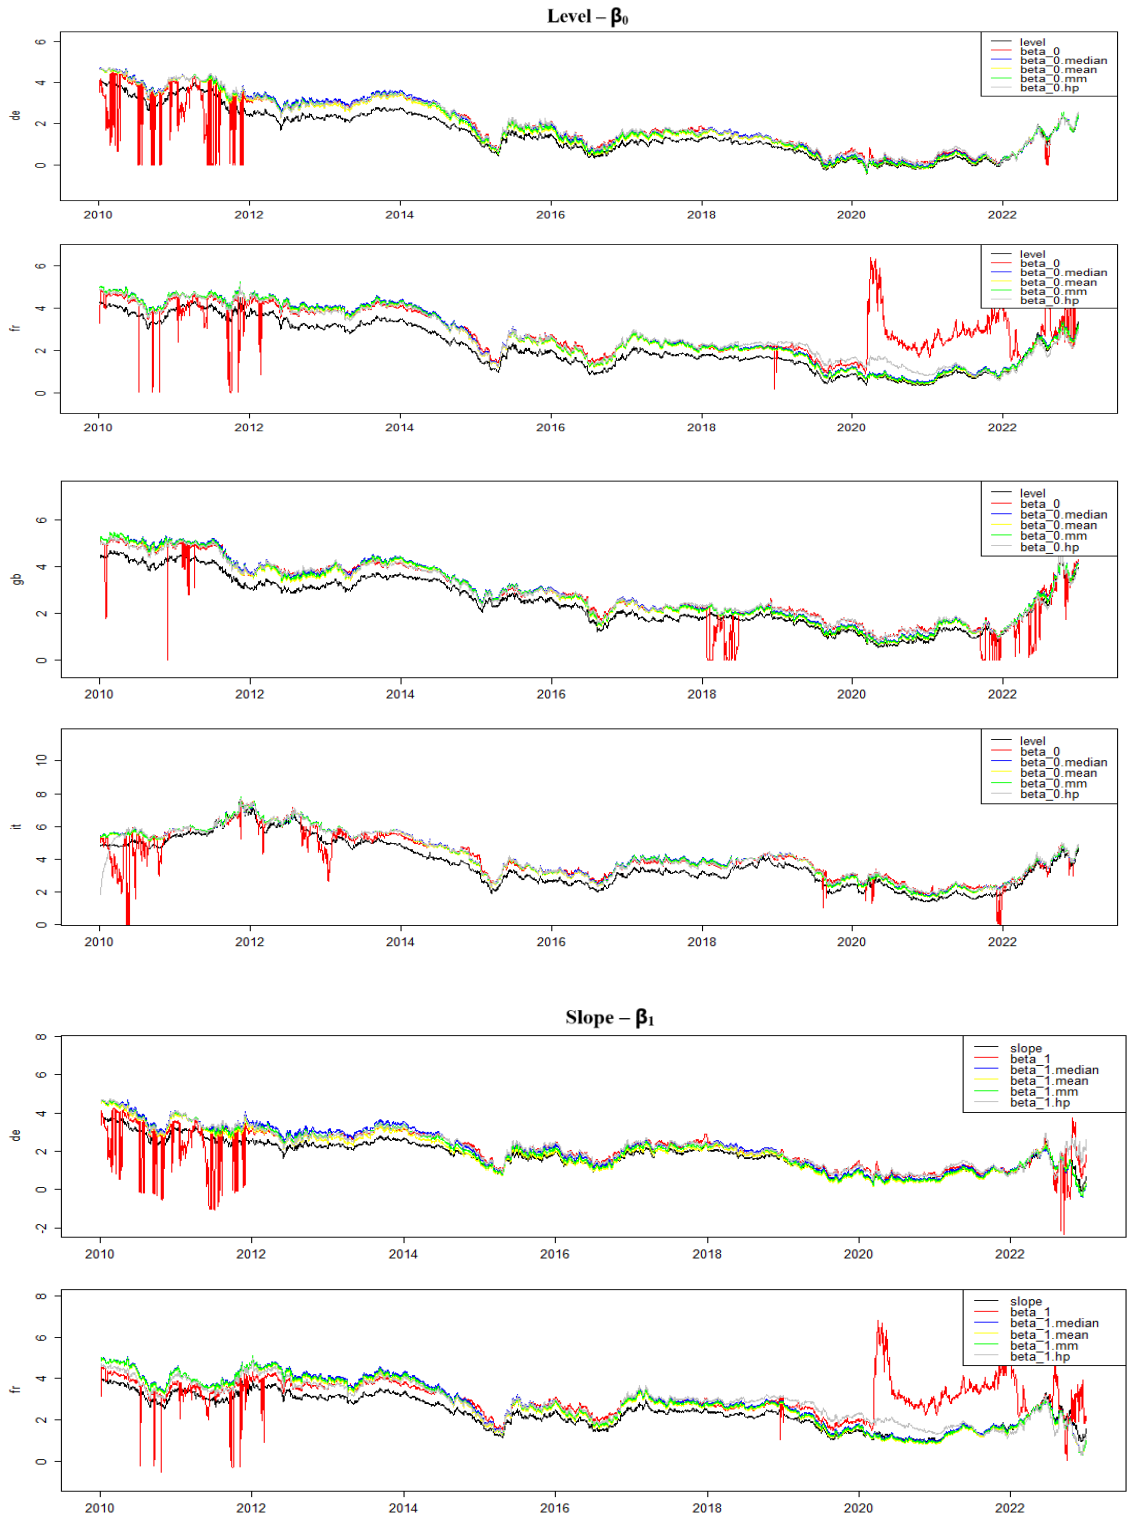 Level – β0
6
4
2
0
de
level
beta_0
beta_0.median
beta_0.mean
beta_0.mm
beta_0.hp
2010 2012 2014 2016 2018 2020 2022
6
4
2
0
fr
level
beta_0
beta_0.median
beta_0.mean
beta_0.mm
beta_0.hp
2010 2012 2014 2016 2018 2020 2022
6
4
2
0
gb
level
beta_0
beta_0.median
beta_0.mean
beta_0.mm
beta_0.hp
2010 2012 2014 2016 2018 2020 2022
10
8
6
4
2
0
it
level
beta_0
beta_0.median
beta_0.mean
beta_0.mm
beta_0.hp
2010 2012 2014 2016 2018 2020 2022
Slope – β1
8
6
4
2
0
-2
de
slope
beta_1
beta_1.median
beta_1.mean
beta_1.mm
beta_1.hp
2010 2012 2014 2016 2018 2020 2022
8
6
4
2
0
fr
slope
beta_1
beta_1.median
beta_1.mean
beta_1.mm
beta_1.hp
2010 2012 2014 2016 2018 2020 2022